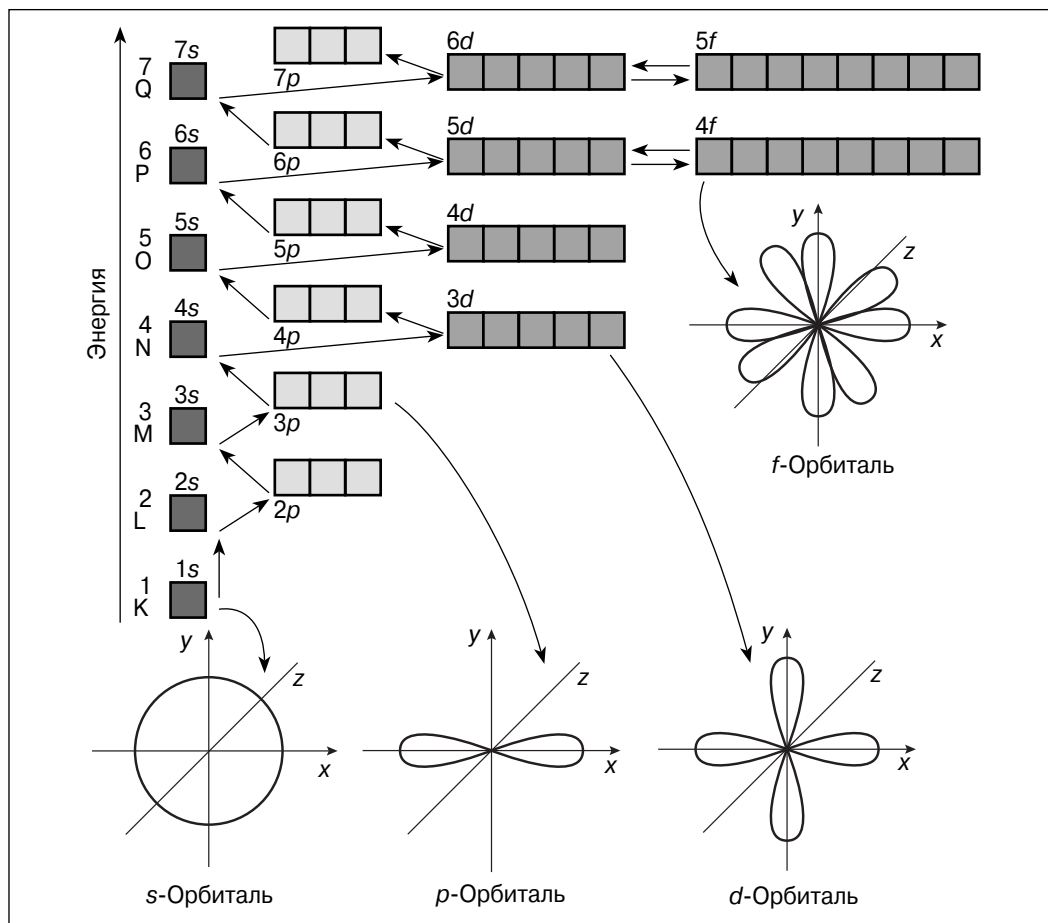 7s
7
Q
7p
6d
5f
6s
6
P
6p
5d
4f
5s
5
O
5p
4d
4s
4
N
4p
3d
3s
3
M
3p
2s
2
L
2p
1s
1
K
Энергия
y
z
x
f-Орбиталь
y
z
x
s-Орбиталь
y
z
x
p-Орбиталь
y
z
x
d-Орбиталь